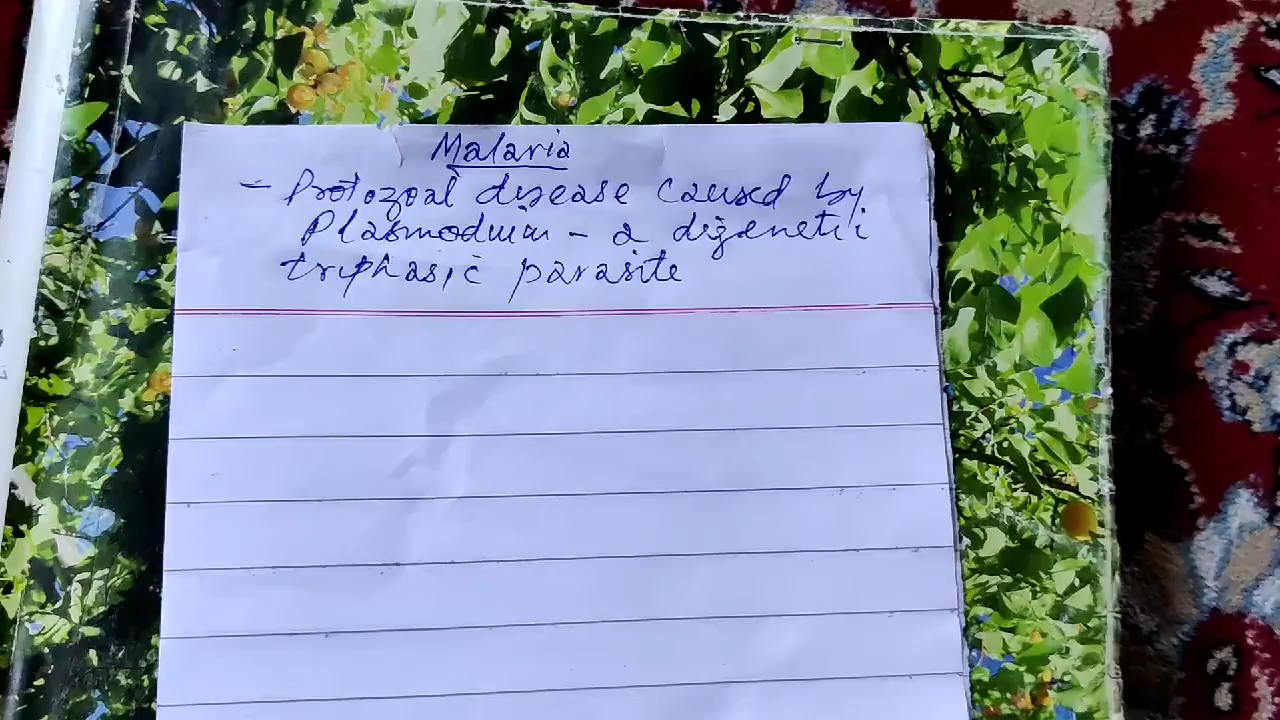 Malaria
- Protozoal disease caused by
Plasmodium - a digenetic
triphasic parasite